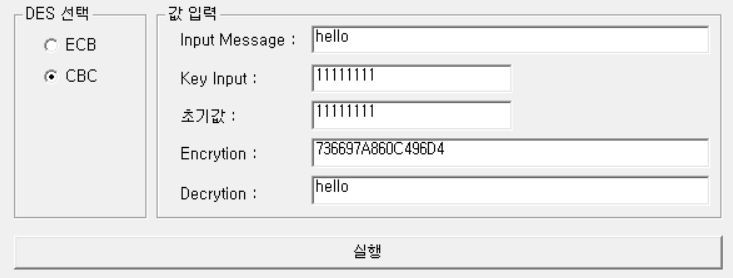 DES 선택
ECB
CBC
값 입력
Input Message : hello
Key Input : 11111111
초기값 : 11111111
Encrytion : 736697A860C496D4
Decrytion : hello
실행